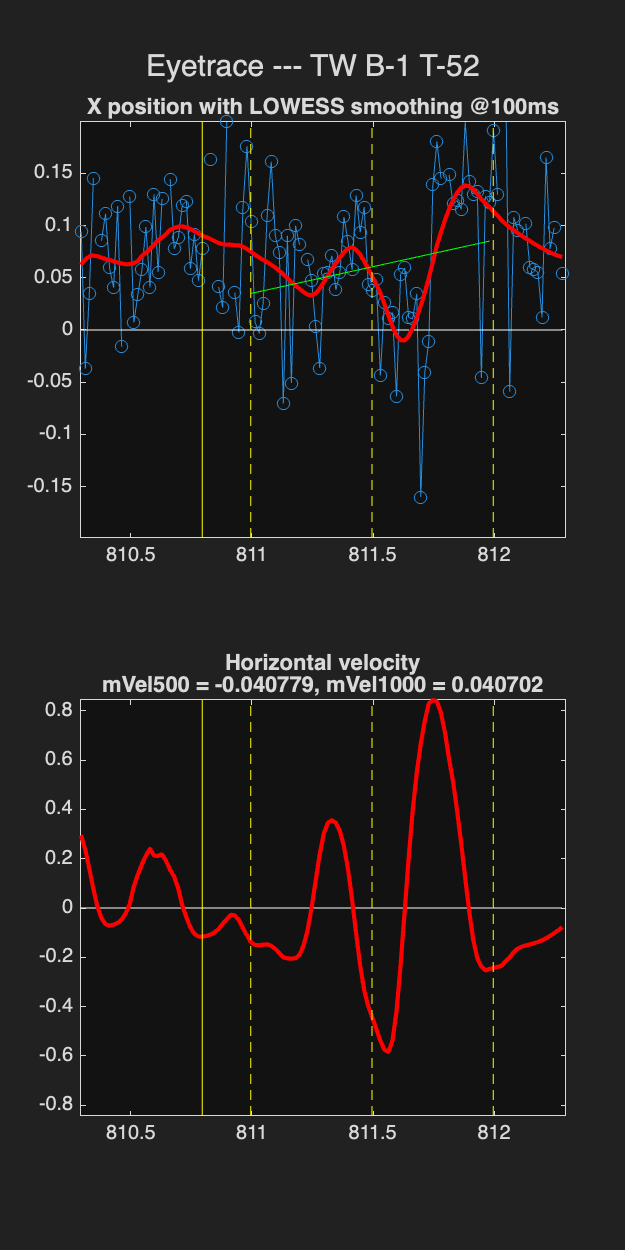 Eyetrace --- TW B-1 T-52
X position with LOWESS smoothing @100ms
0.15
0.1
0.05
0
-0.05
-0.1
-0.15
810.5 811 811.5 812
Horizontal velocity
mVel500 = -0.040779, mVel1000 = 0.040702
0.8
0.6
0.4
0.2
0
-0.2
-0.4
-0.6
-0.8
810.5 811 811.5 812